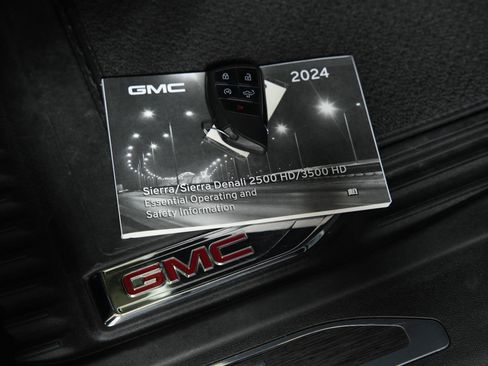 GMC
2024
Sierra/Sierra Denali 2500 HD/3500 HD
Essential Operating and
Safety Information
GMC